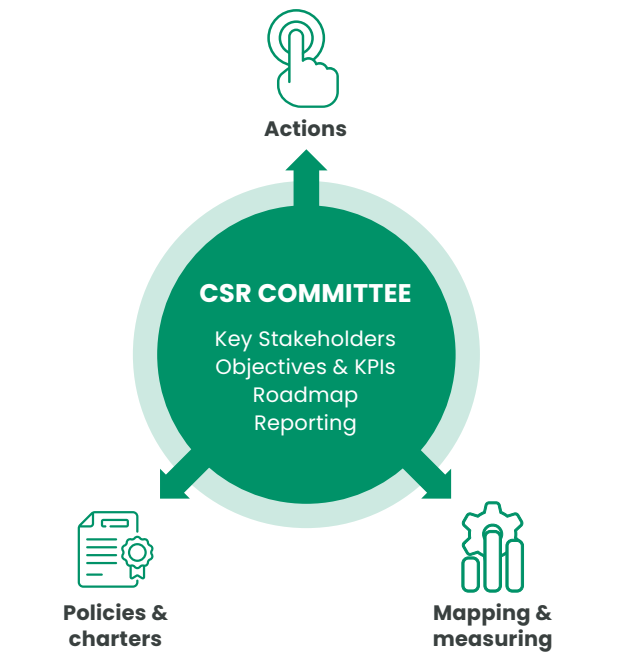 Actions
CSR COMMITTEE
Key Stakeholders
Objectives & KPIs
Roadmap
Reporting
Policies &
charters
Mapping &
measuring